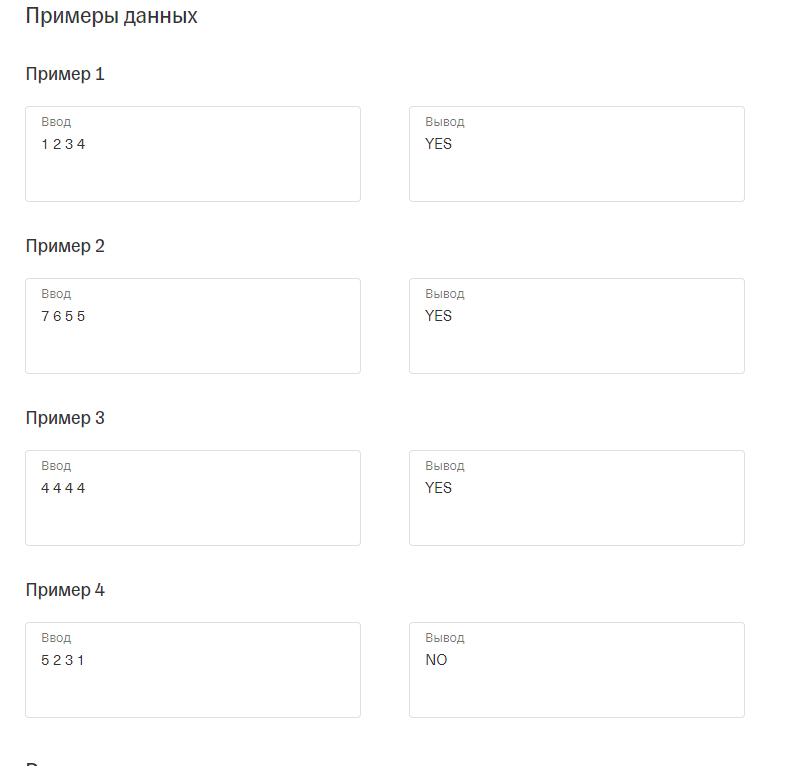 Примеры данных
Пример 1
Ввод
Вывод
1 2 3 4
YES
Пример 2
Ввод
Вывод
7 6 5 5
YES
Пример 3
Ввод
Вывод
4 4 4 4
YES
Пример 4
Ввод
Вывод
5 2 3 1
NO